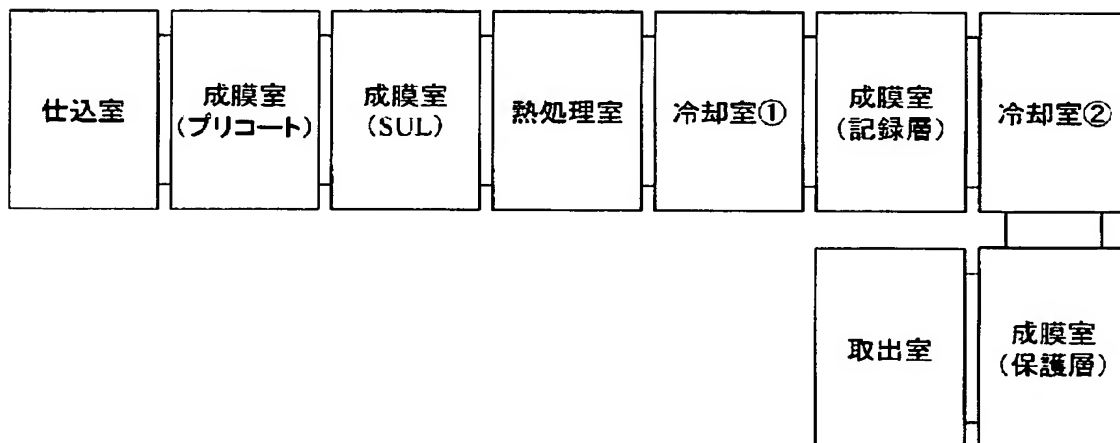 仕込室
成膜室
(プリコート)
成膜室
(SUL)
熱処理室
冷却室①
成膜室
(記録層)
冷却室②
取出室
成膜室
(保護層)